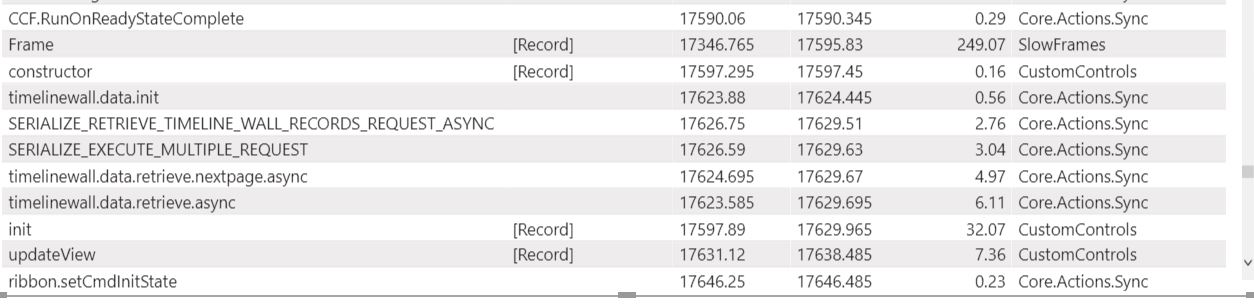 CCF.RunOnReadyStateComplete 17590.06 17590.345 0.29 Core.Actions.Sync
Frame [Record] 17346.765 17595.83 249.07 SlowFrames
constructor [Record] 17597.295 17597.45 0.16 CustomControls
timelinewall.data.init 17623.88 17624.445 0.56 Core.Actions.Sync
SERIALIZE_RETRIEVE_TIMELINE_WALL_RECORDS_REQUEST_ASYNC 17626.75 17629.51 2.76 Core.Actions.Sync
SERIALIZE_EXECUTE_MULTIPLE_REQUEST 17626.59 17629.63 3.04 Core.Actions.Sync
timelinewall.data.retrieve.nextpage.async 17624.695 17629.67 4.97 Core.Actions.Sync
timelinewall.data.retrieve.async 17623.585 17629.695 6.11 Core.Actions.Sync
init [Record] 17597.89 17629.965 32.07 CustomControls
updateView [Record] 17631.12 17638.485 7.36 CustomControls
ribbon.setCmdInitState 17646.25 17646.485 0.23 Core.Actions.Sync